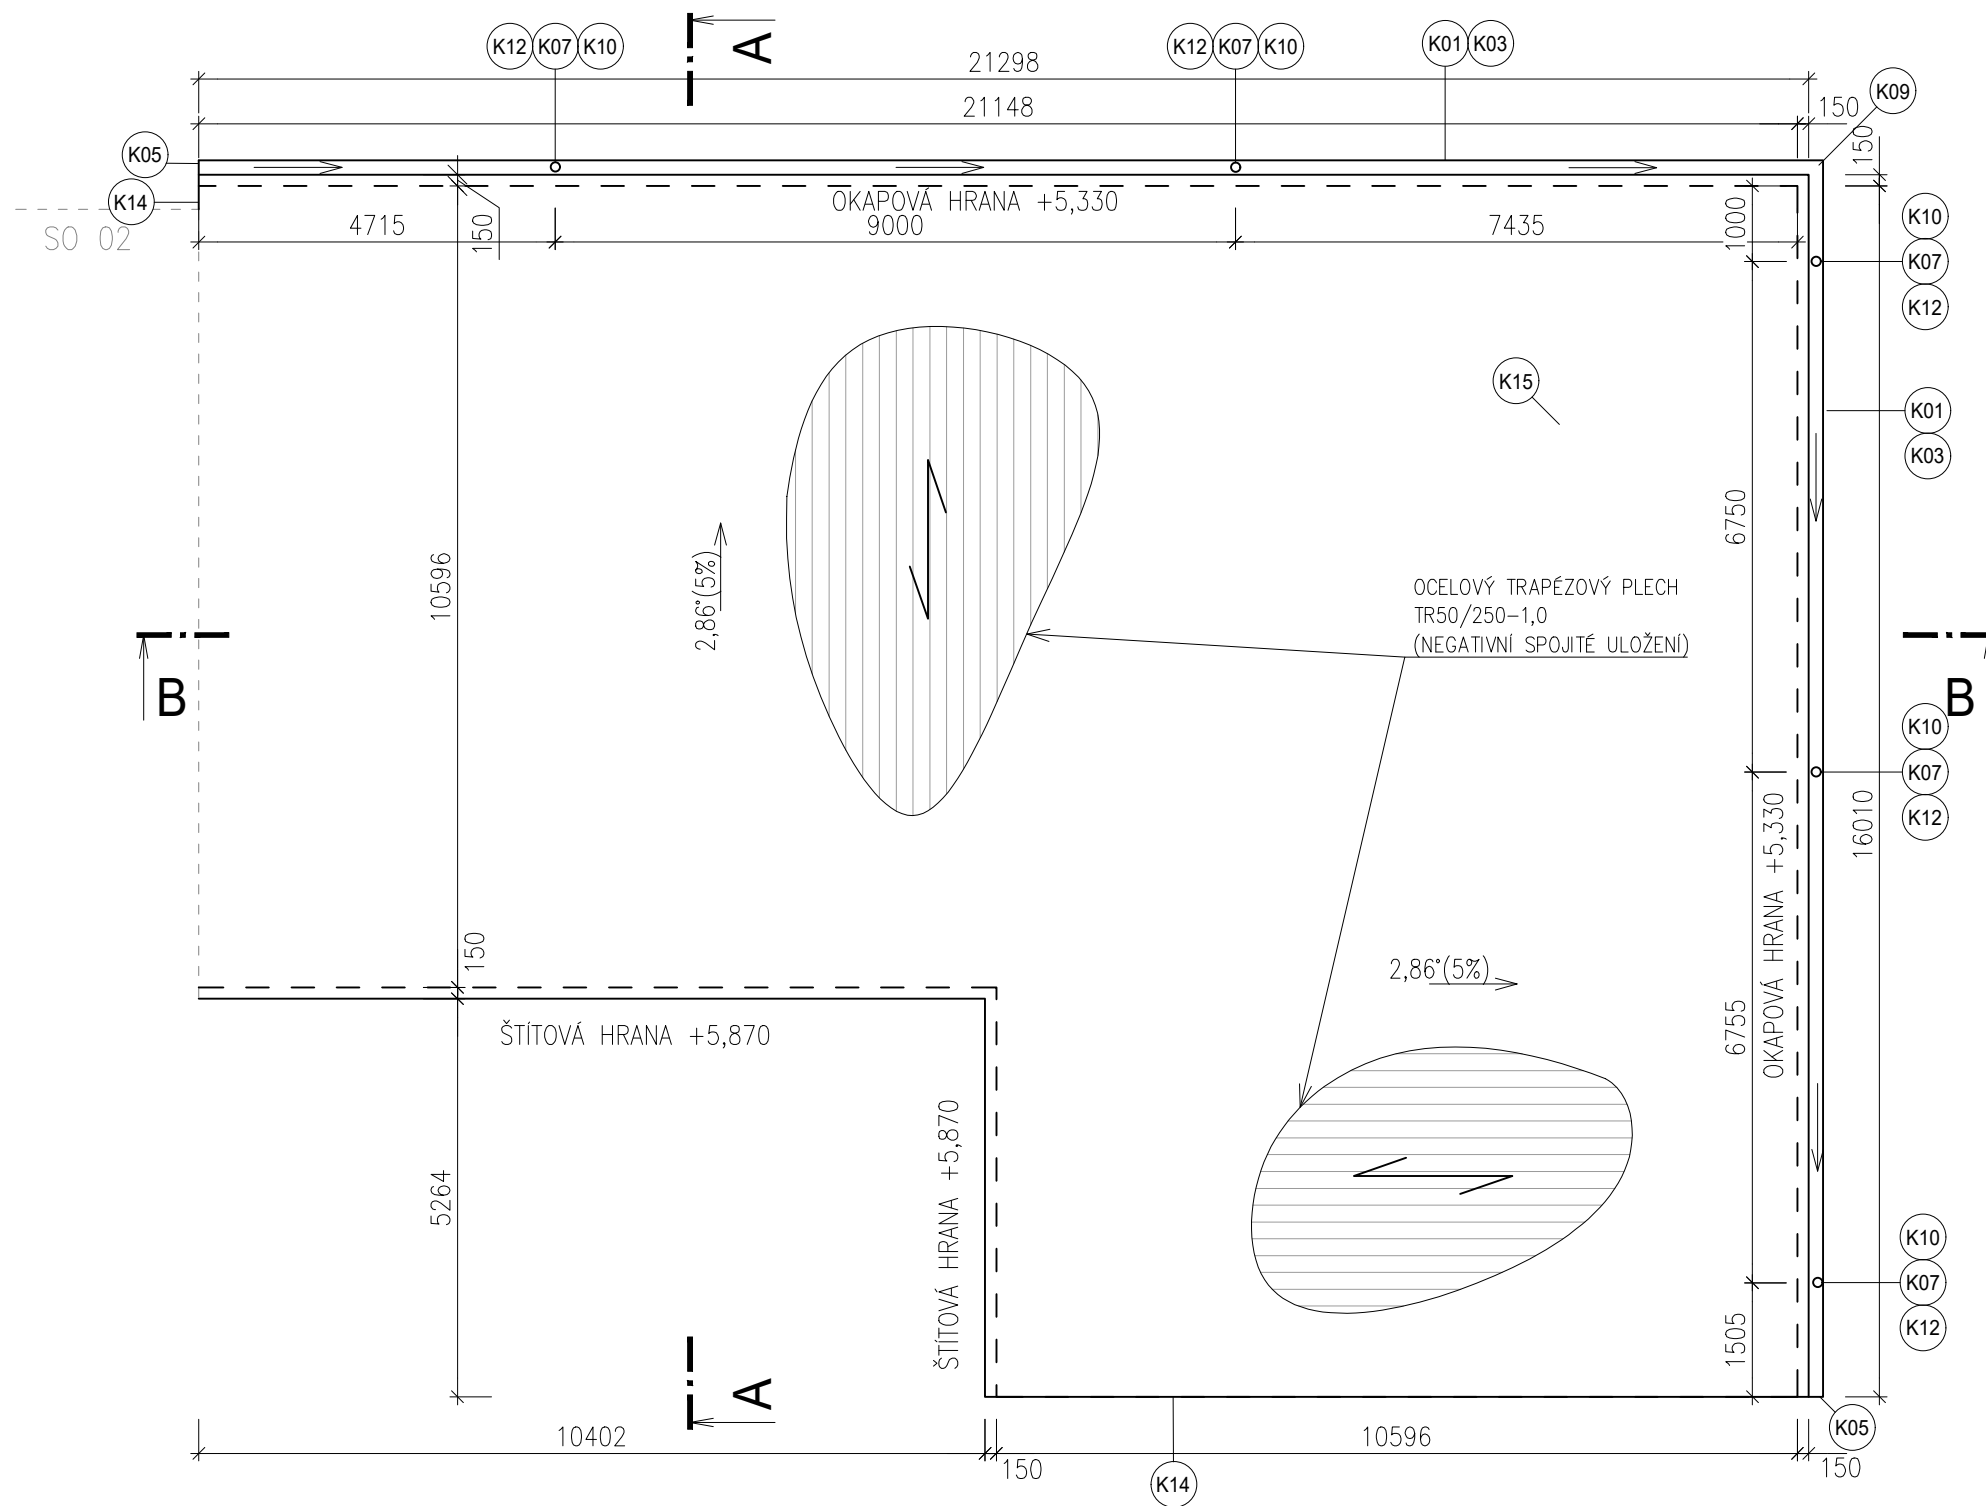 K12 K07 K10
A
K12 K07 K10
K01 K03
21298
K09
21148
150
150
K05
K14
OKAPOVÁ HRANA +5,330
SO 02
4715
150
9000
7435
1000
K10
K07
K12
K15
K01
K03
6750
10596
2,86°(5%)
OCELOVÝ TRAPÉZOVÝ PLECH
TR50/250-1,0
(NEGATIVNÍ SPOJITÉ ULOŽENÍ)
B
B
K10
K07
K12
16010
OKAPOVÁ HRANA +5,330
150
2,86°(5%)
6755
ŠTÍTOVÁ HRANA +5,870
ŠTÍTOVÁ HRANA +5,870
5264
K10
K07
K12
1505
A
K05
10402
10596
150
150
K14